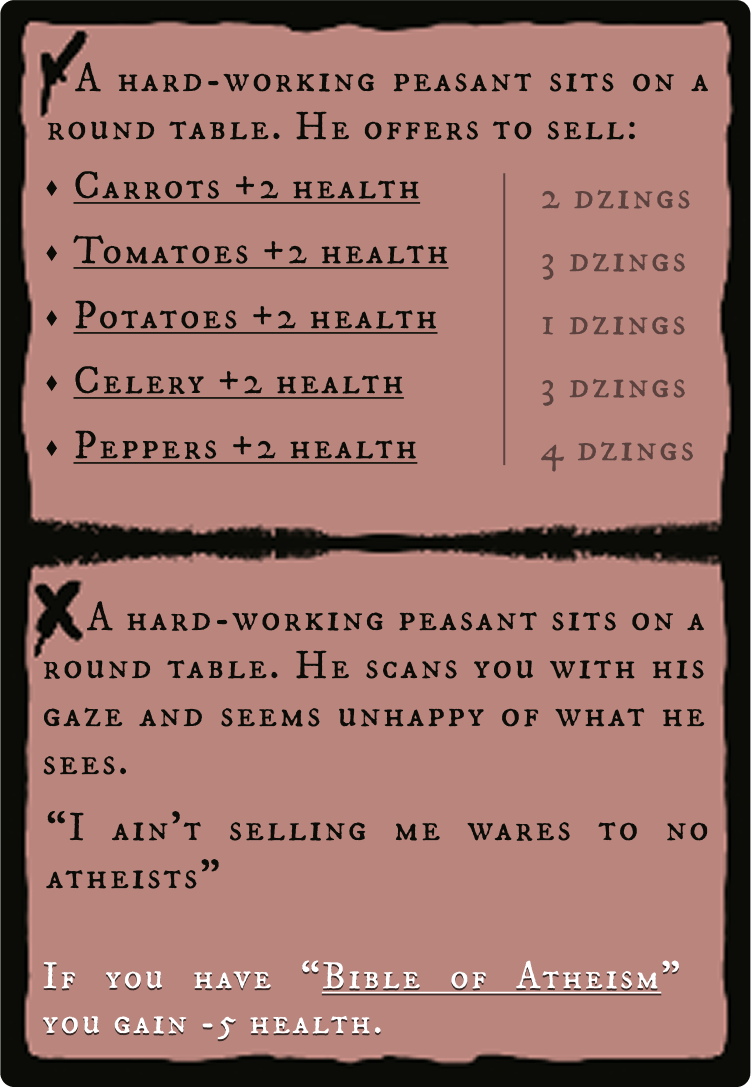 A hard-working peasant sits on a
round table. He offers to sell:
♦ Carrots +2 health 2 dzings
♦ Tomatoes +2 health 3 dzings
♦ Potatoes +2 health 1 dzings
♦ Celery +2 health 3 dzings
♦ Peppers +2 health 4 dzings
A hard-working peasant sits on a
round table. He scans you with his
gaze and seems unhappy of what he
sees.
“I ain’t selling me wares to no
atheists”
If you have “Bible of Atheism”
you gain -5 health.